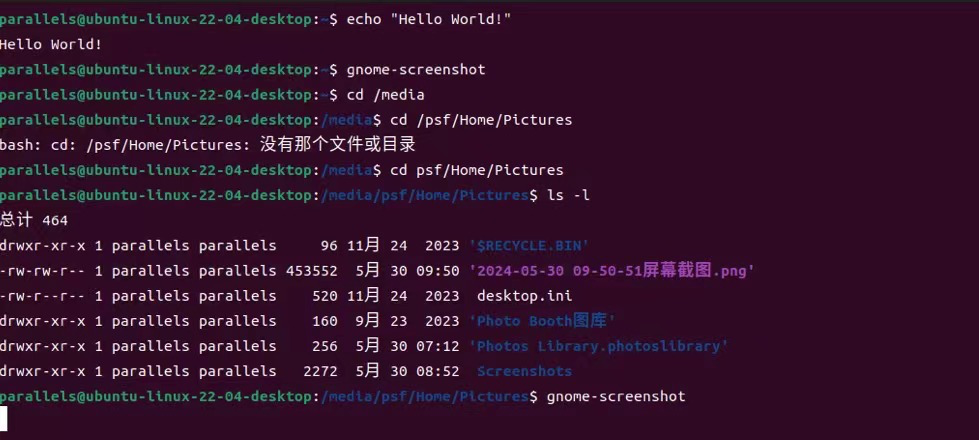 parallels@ubuntu-linux-22-04-desktop:~$ echo "Hello World!"
Hello World!
parallels@ubuntu-linux-22-04-desktop:~$ gnome-screenshot
parallels@ubuntu-linux-22-04-desktop:~$ cd /media
parallels@ubuntu-linux-22-04-desktop:/media$ cd /psf/Home/Pictures
bash: cd: /psf/Home/Pictures: 没有那个文件或目录
parallels@ubuntu-linux-22-04-desktop:/media$ cd psf/Home/Pictures
parallels@ubuntu-linux-22-04-desktop:/media/psf/Home/Pictures$ ls -l
总计 464
drwxr-xr-x 1 parallels parallels     96 11月 24  2023 '$RECYCLE.BIN'
-rw-rw-r-- 1 parallels parallels 453552  5月 30 09:50 '2024-05-30 09-50-51屏幕截图.png'
-rw-r--r-- 1 parallels parallels    520 11月 24  2023  desktop.ini
drwxr-xr-x 1 parallels parallels    160  9月 23  2023 'Photo Booth图库'
drwxr-xr-x 1 parallels parallels    256  5月 30 07:12 'Photos Library.photoslibrary'
drwxr-xr-x 1 parallels parallels   2272  5月 30 08:52  Screenshots
parallels@ubuntu-linux-22-04-desktop:/media/psf/Home/Pictures$ gnome-screenshot